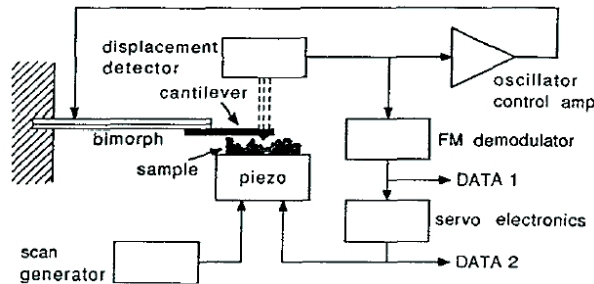 displacement
detector
cantilever
oscillator
control amp
bimorph
FM demodulator
sample
piezo
DATA 1
servo electronics
scan
generator
DATA 2